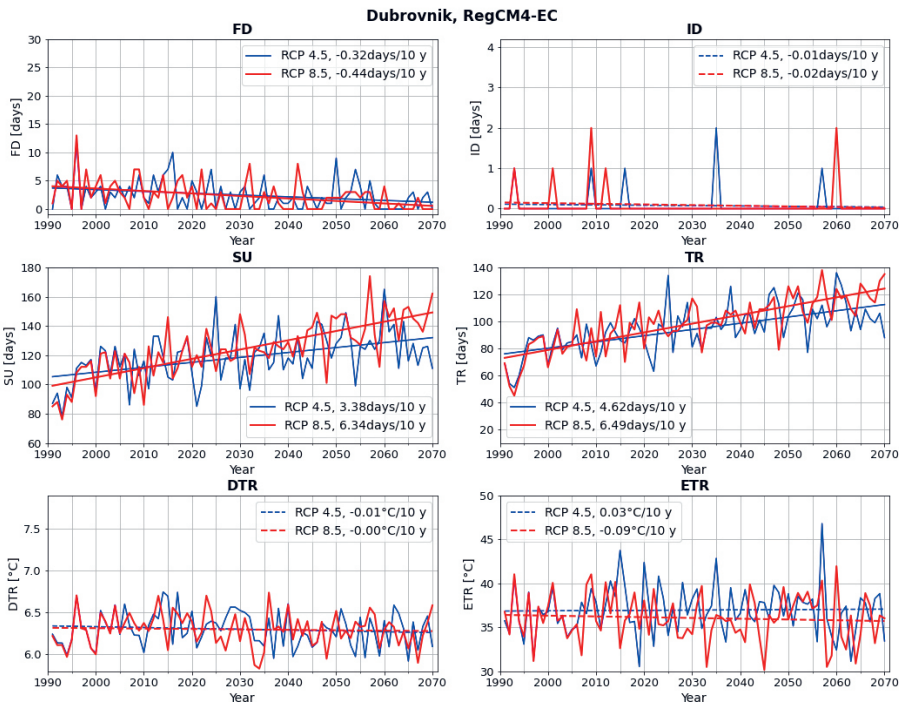 Dubrovnik, RegCM4-EC
FD
30
25
20
15
10
5
0
FD [days]
RCP 4.5, -0.32days/10 y
RCP 8.5, -0.44days/10 y
1990 2000 2010 2020 2030 2040 2050 2060 2070
Year
ID
4
3
2
1
0
ID [days]
RCP 4.5, -0.01days/10 y
RCP 8.5, -0.02days/10 y
1990 2000 2010 2020 2030 2040 2050 2060 2070
Year
SU
180
160
140
120
100
80
60
SU [days]
RCP 4.5, 3.38days/10 y
RCP 8.5, 6.34days/10 y
1990 2000 2010 2020 2030 2040 2050 2060 2070
Year
TR
140
120
100
80
60
40
20
TR [days]
RCP 4.5, 4.62days/10 y
RCP 8.5, 6.49days/10 y
1990 2000 2010 2020 2030 2040 2050 2060 2070
Year
DTR
7.5
7.0
6.5
6.0
DTR [°C]
RCP 4.5, -0.01°C/10 y
RCP 8.5, -0.00°C/10 y
1990 2000 2010 2020 2030 2040 2050 2060 2070
Year
ETR
50
45
40
35
30
ETR [°C]
RCP 4.5, 0.03°C/10 y
RCP 8.5, -0.09°C/10 y
1990 2000 2010 2020 2030 2040 2050 2060 2070
Year